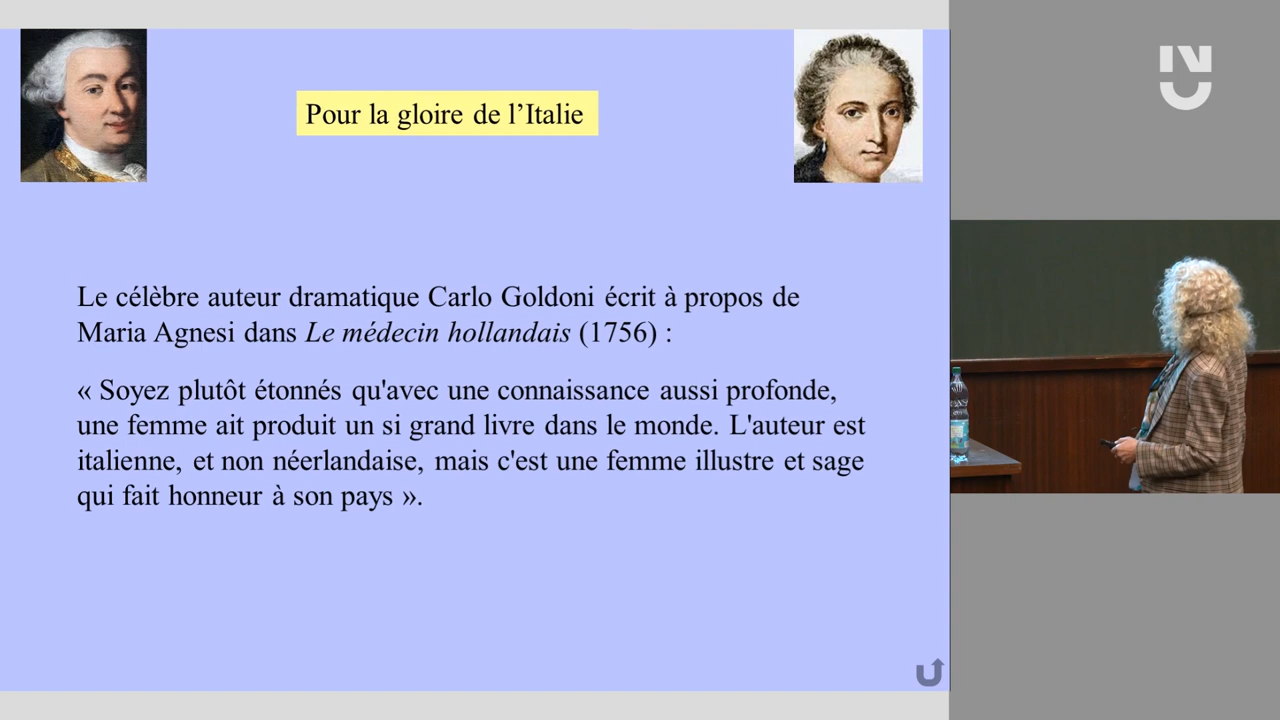 Pour la gloire de l’Italie
Le célèbre auteur dramatique Carlo Goldoni écrit à propos de
Maria Agnesi dans Le médecin hollandais (1756) :
« Soyez plutôt étonnés qu'avec une connaissance aussi profonde,
une femme ait produit un si grand livre dans le monde. L'auteur est
italienne, et non néerlandaise, mais c'est une femme illustre et sage
qui fait honneur à son pays ».